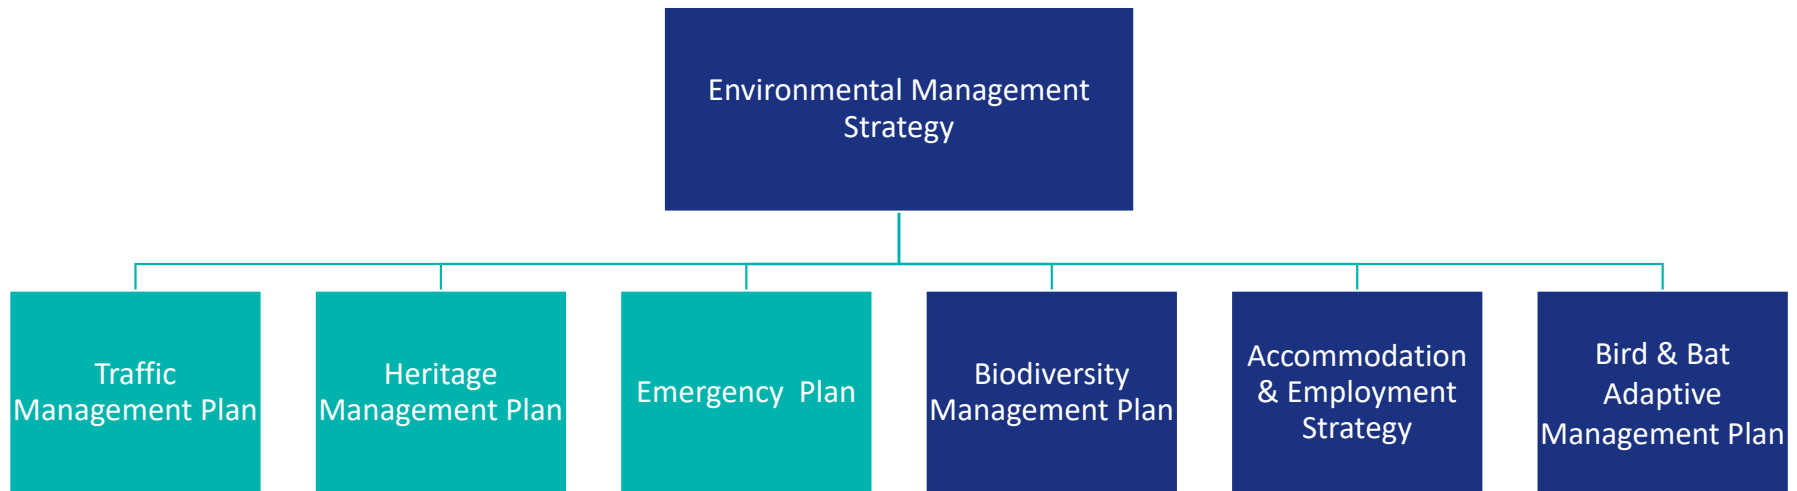 Environmental Management
Strategy
Traffic
Management Plan
Heritage
Management Plan
Emergency  Plan
Biodiversity
Management Plan
Accommodation
& Employment
Strategy
Bird & Bat
Adaptive
Management Plan